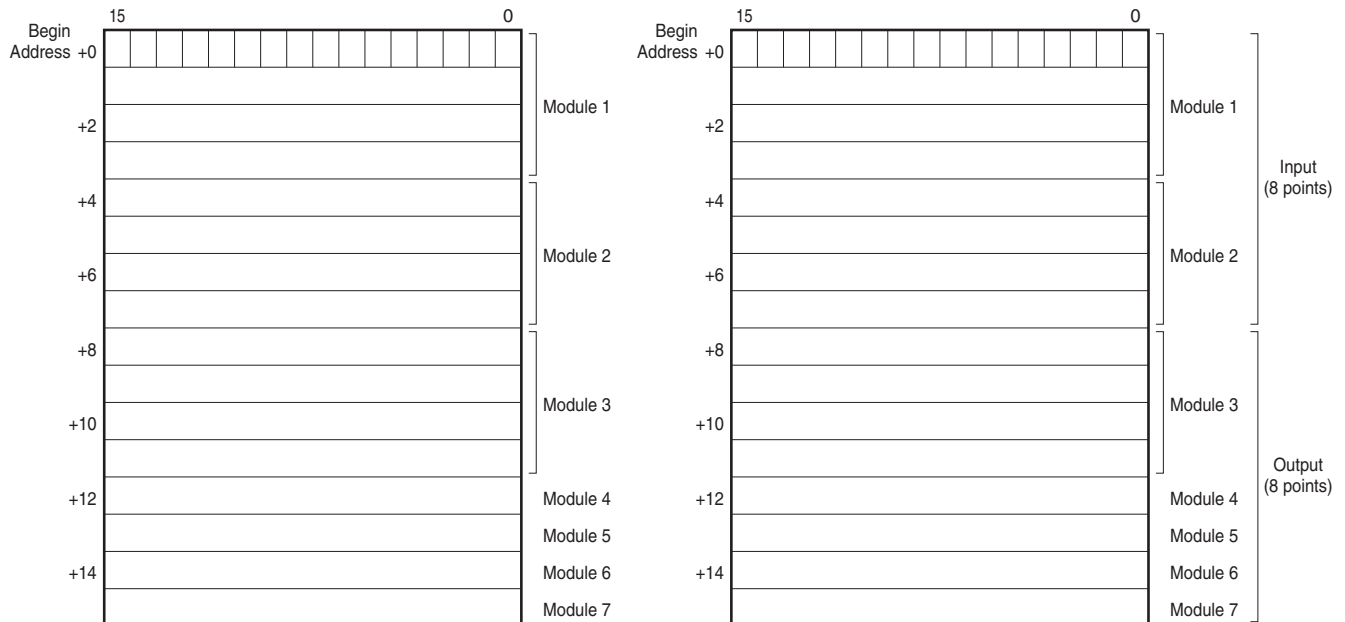 15 0
Begin
Address +0
Module 1
+2
+4
Module 2
+6
+8
Module 3
+10
+12 Module 4
Module 5
+14 Module 6
Module 7
15 0
Begin
Address +0
Module 1
+2
Input
(8 points)
+4
Module 2
+6
+8
Module 3
+10
Output
(8 points)
+12 Module 4
Module 5
+14 Module 6
Module 7